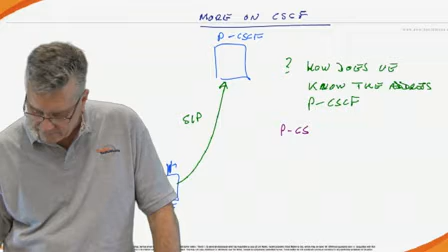 MORE ON CSCF
P-CSCF
? HOW DOES UE
KNOW THE ADDRESS
P-CSCF
SIP
P-CS